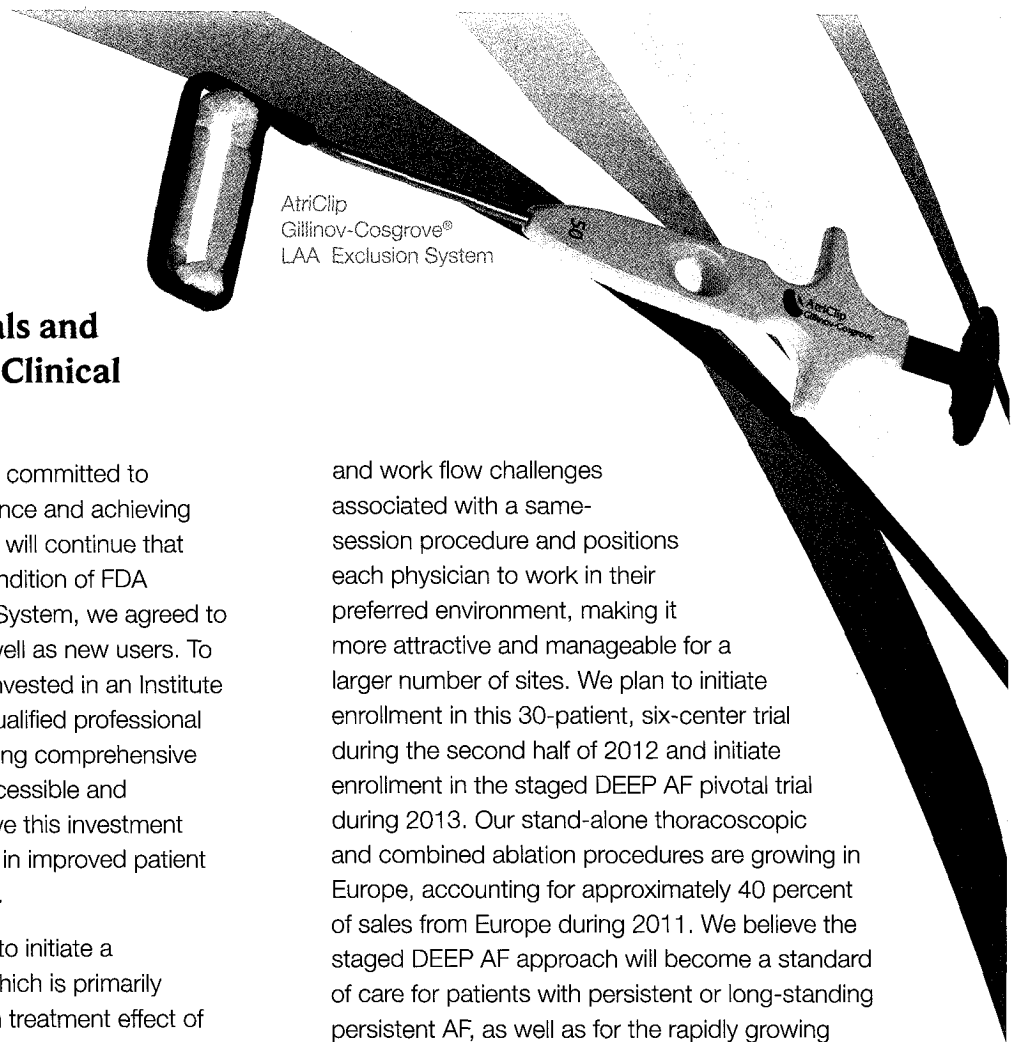 AtriClip
Gillinov-Cosgrove®
LAA Exclusion System
50
AtriClip
Gillinov-Cosgrove
als and
Clinical
committed to
nce and achieving
will continue that
ndition of FDA
System, we agreed to
vell as new users. To
nvested in an Institute
ualified professional
ng comprehensive
cessible and
ve this investment
in improved patient
.
to initiate a
hich is primarily
n treatment effect of
and work flow challenges
associated with a same-
session procedure and positions
each physician to work in their
preferred environment, making it
more attractive and manageable for a
larger number of sites. We plan to initiate
enrollment in this 30-patient, six-center trial
during the second half of 2012 and initiate
enrollment in the staged DEEP AF pivotal trial
during 2013. Our stand-alone thoracoscopic
and combined ablation procedures are growing in
Europe, accounting for approximately 40 percent
of sales from Europe during 2011. We believe the
staged DEEP AF approach will become a standard
of care for patients with persistent or long-standing
persistent AF, as well as for the rapidly growing